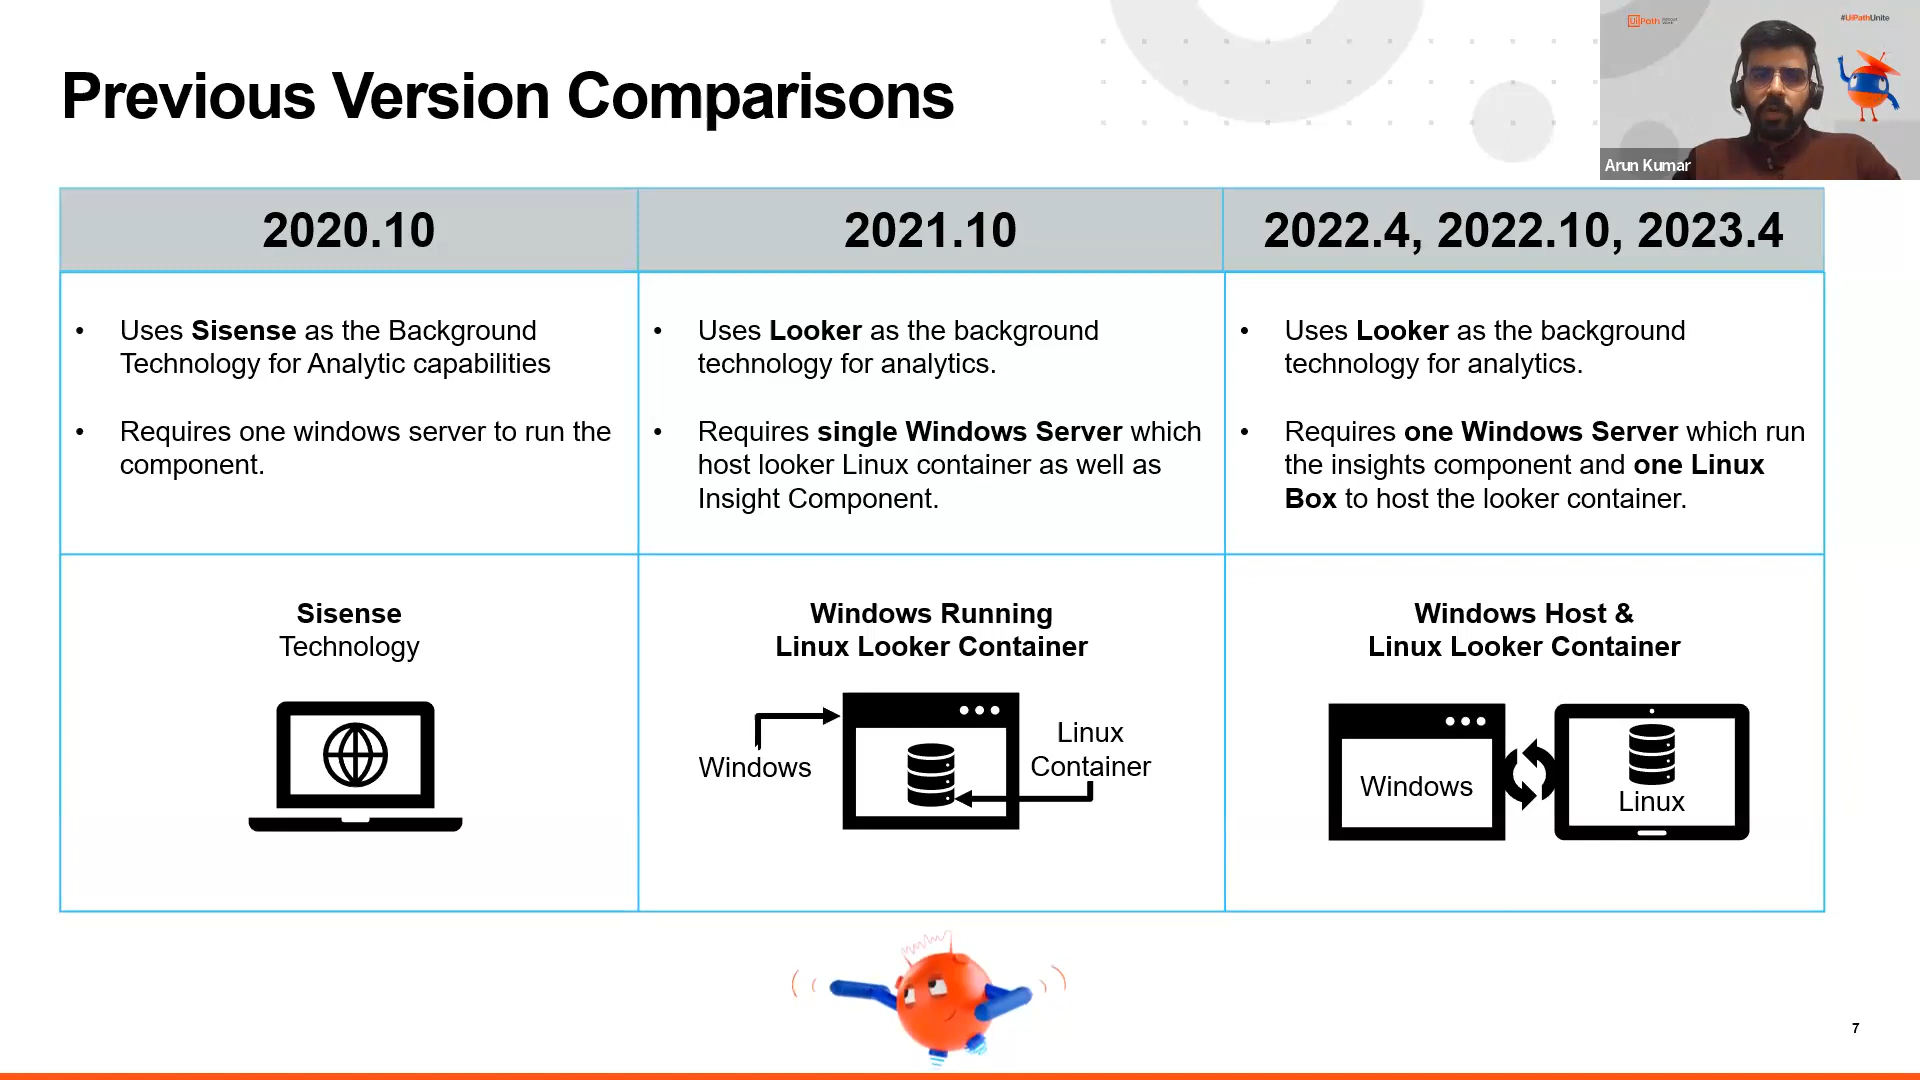 Previous Version Comparisons
UiPath
#UiPathUnite
Arun Kumar
2020.10
2021.10
2022.4, 2022.10, 2023.4
• Uses Sisense as the Background
Technology for Analytic capabilities
• Requires one windows server to run the
component.
• Uses Looker as the background
technology for analytics.
• Requires single Windows Server which
host looker Linux container as well as
Insight Component.
• Uses Looker as the background
technology for analytics.
• Requires one Windows Server which run
the insights component and one Linux
Box to host the looker container.
Sisense
Technology
Windows Running
Linux Looker Container
Windows
Linux
Container
Windows Host &
Linux Looker Container
Windows
Linux
7